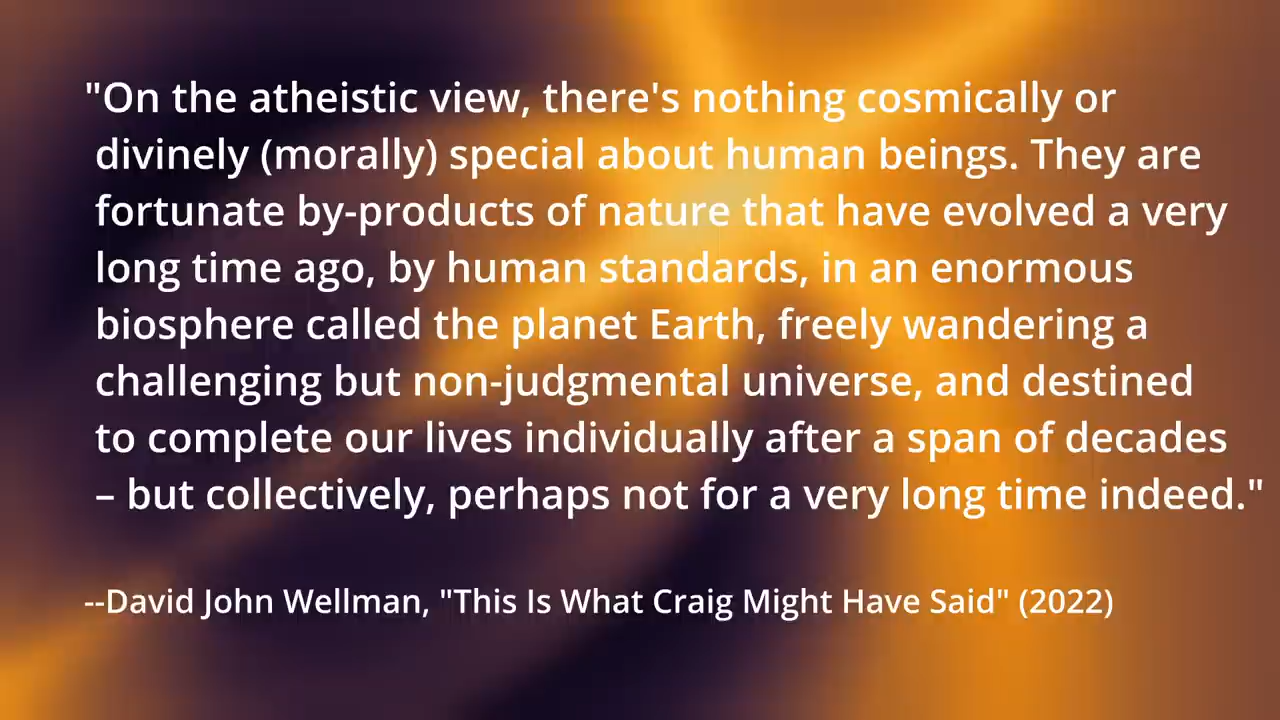 "On the atheistic view, there's nothing cosmically or
divinely (morally) special about human beings. They are
fortunate by-products of nature that have evolved a very
long time ago, by human standards, in an enormous
biosphere called the planet Earth, freely wandering a
challenging but non-judgmental universe, and destined
to complete our lives individually after a span of decades
– but collectively, perhaps not for a very long time indeed."
--David John Wellman, "This Is What Craig Might Have Said" (2022)